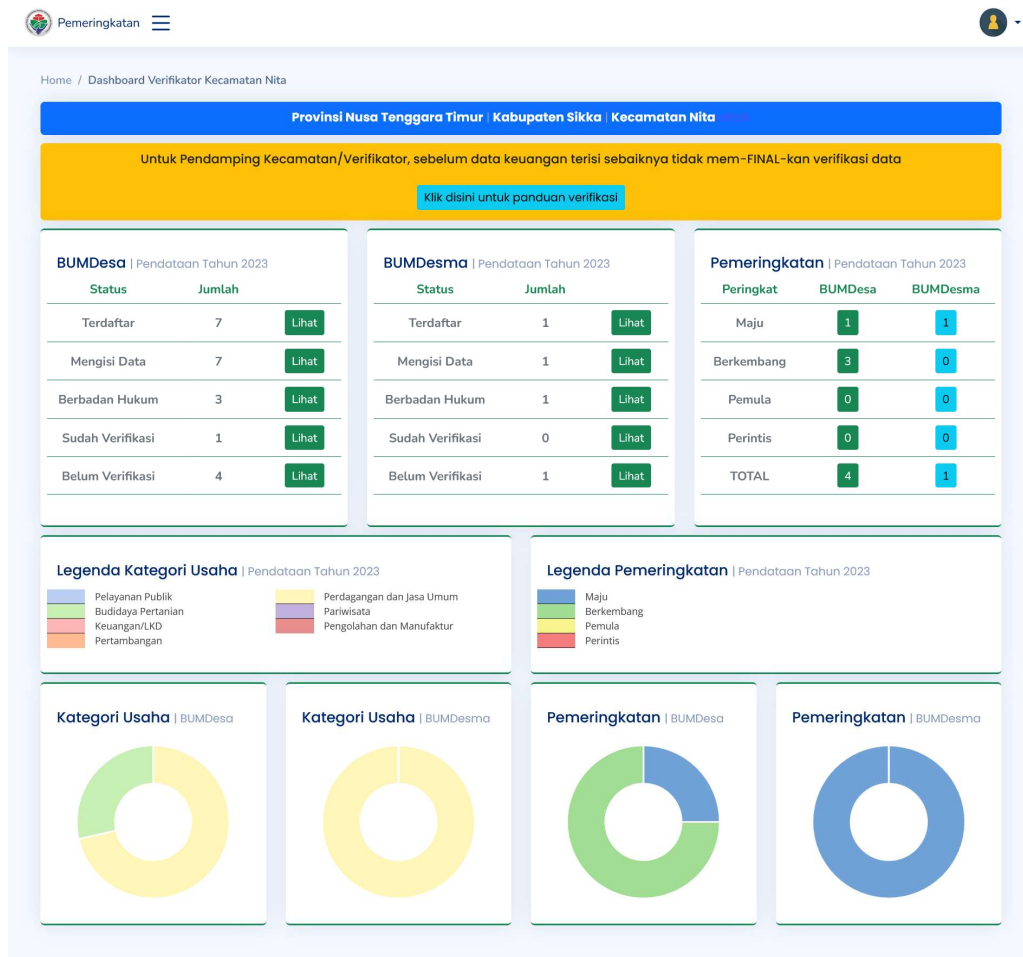 Pemeringkatan
Home / Dashboard Verifikator Kecamatan Nita
Provinsi Nusa Tenggara Timur | Kabupaten Sikka | Kecamatan Nita
Untuk Pendamping Kecamatan/Verifikator, sebelum data keuangan terisi sebaiknya tidak mem-FINAL-kan verifikasi data
Klik disini untuk panduan verifikasi
BUMDesa | Pendataan Tahun 2023
Status Jumlah
Terdaftar 7 Lihat
Mengisi Data 7 Lihat
Berbadan Hukum 3 Lihat
Sudah Verifikasi 1 Lihat
Belum Verifikasi 4 Lihat
BUMDesma | Pendataan Tahun 2023
Status Jumlah
Terdaftar 1 Lihat
Mengisi Data 1 Lihat
Berbadan Hukum 1 Lihat
Sudah Verifikasi 0 Lihat
Belum Verifikasi 1 Lihat
Pemeringkatan | Pendataan Tahun 2023
Peringkat BUMDesa BUMDesma
Maju 1 1
Berkembang 3 0
Pemula 0 0
Perintis 0 0
TOTAL 4 1
Legenda Kategori Usaha | Pendataan Tahun 2023
Pelayanan Publik
Budidaya Pertanian
Keuangan/LKD
Pertambangan
Perdagangan dan Jasa Umum
Pariwisata
Pengolahan dan Manufaktur
Legenda Pemeringkatan | Pendataan Tahun 2023
Maju
Berkembang
Pemula
Perintis
Kategori Usaha | BUMDesa
Kategori Usaha | BUMDesma
Pemeringkatan | BUMDesa
Pemeringkatan | BUMDesma